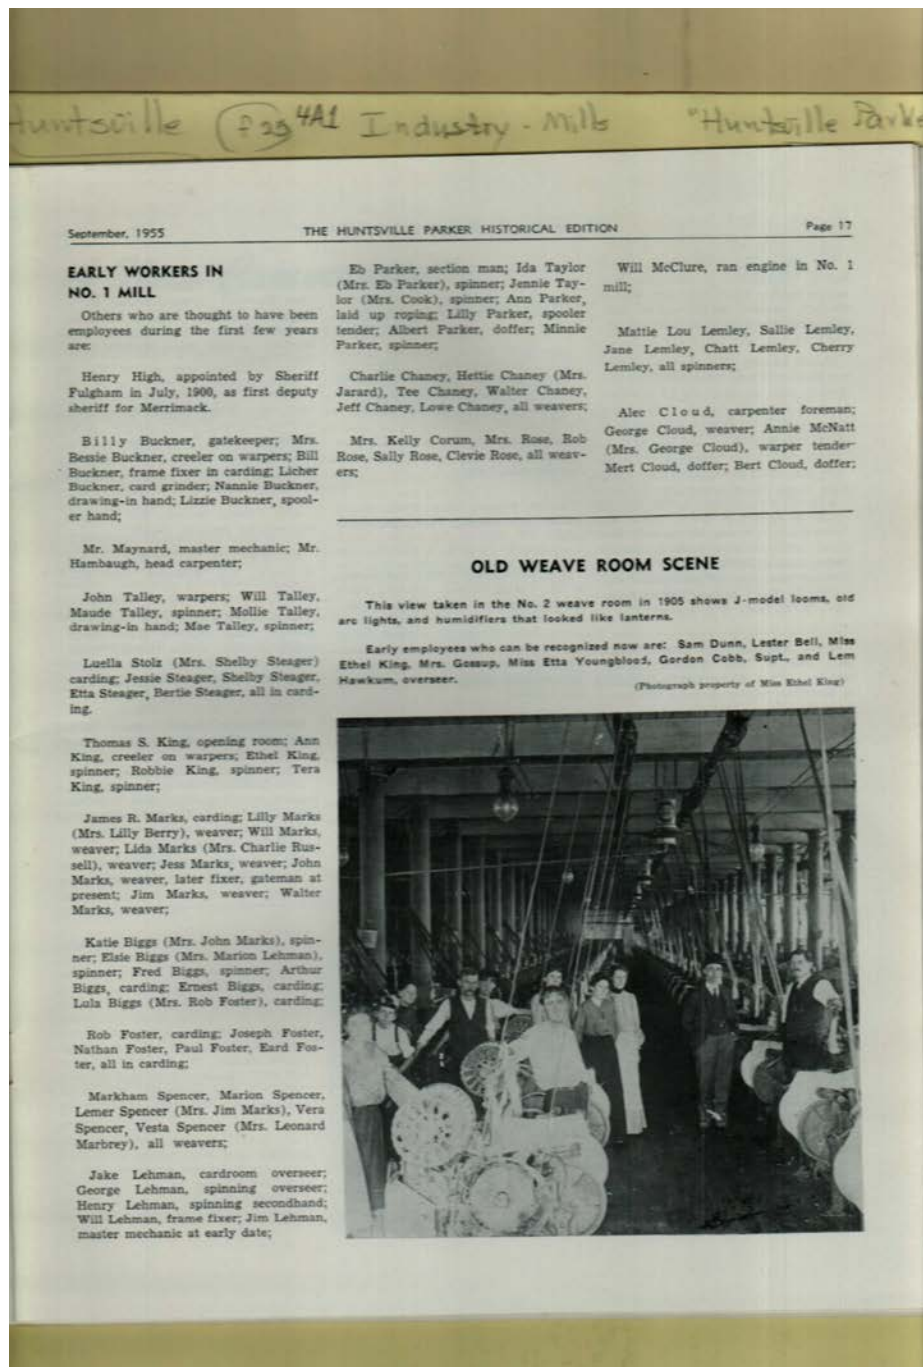 Huntsville f 23 4A1 Industry - Mills "Huntsville Parke
September, 1955 THE HUNTSVILLE PARKER HISTORICAL EDITION Page 17
EARLY WORKERS IN
NO. 1 MILL
Others who are thought to have been
employees during the first few years
are:
Henry High, appointed by Sheriff
Fulgham in July, 1900, as first deputy
sheriff for Merrimack.
Billy Buckner, gatekeeper; Mrs.
Bessie Buckner, creeler on warpers; Bill
Buckner, frame fixer in carding; Licher
Buckner, card grinder; Nannie Buckner,
drawing-in hand; Lizzie Buckner, spool-
er hand;
Mr. Maynard, master mechanic; Mr.
Hambaugh, head carpenter;
John Talley, warpers; Will Talley,
Maude Talley, spinner; Mollie Talley,
drawing-in hand; Mae Talley, spinner;
Luella Stolz (Mrs. Shelby Steager)
carding; Jessie Steager, Shelby Steager,
Etta Steager, Bertie Steager, all in card-
ing.
Thomas S. King, opening room; Ann
King, creeler on warpers; Ethel King,
spinner; Robbie King, spinner; Tera
King, spinner;
James R. Marks, carding; Lilly Marks
(Mrs. Lilly Berry), weaver; Will Marks,
weaver; Lida Marks (Mrs. Charlie Rus-
sell), weaver; Jess Marks, weaver; John
Marks, weaver, later fixer, gateman at
present; Jim Marks, weaver; Walter
Marks, weaver;
Katie Biggs (Mrs. John Marks), spin-
ner; Elsie Biggs (Mrs. Marion Lehman),
spinner; Fred Biggs, spinner; Arthur
Biggs, carding; Ernest Biggs, carding;
Lula Biggs (Mrs. Rob Foster), carding;
Rob Foster, carding; Joseph Foster,
Nathan Foster, Paul Foster, Eard Fos-
ter, all in carding;
Markham Spencer, Marion Spencer,
Lemer Spencer (Mrs. Jim Marks), Vera
Spencer, Vesta Spencer (Mrs. Leonard
Marbrey), all weavers;
Jake Lehman, cardroom overseer;
George Lehman, spinning overseer;
Henry Lehman, spinning secondhand;
Will Lehman, frame fixer; Jim Lehman,
master mechanic at early date;
Eb Parker, section man; Ida Taylor
(Mrs. Eb Parker), spinner; Jennie Tay-
lor (Mrs. Cook), spinner; Ann Parker,
laid up roping; Lilly Parker, spooler
tender; Albert Parker, doffer; Minnie
Parker, spinner;
Charlie Chaney, Hettie Chaney (Mrs.
Jarard), Tee Chaney, Walter Chaney,
Jeff Chaney, Lowe Chaney, all weavers;
Mrs. Kelly Corum, Mrs. Rose, Rob
Rose, Sally Rose, Clevie Rose, all weav-
ers;
Will McClure, ran engine in No. 1
mill;
Mattie Lou Lemley, Sallie Lemley,
Jane Lemley, Chatt Lemley, Cherry
Lemley, all spinners;
Alec Cloud, carpenter foreman;
George Cloud, weaver; Annie McNatt
(Mrs. George Cloud), warper tender
Mert Cloud, doffer; Bert Cloud, doffer;
OLD WEAVE ROOM SCENE
This view taken in the No. 2 weave room in 1905 shows J-model looms, old
arc lights, and humidifiers that looked like lanterns.
Early employees who can be recognized now are: Sam Dunn, Lester Bell, Miss
Ethel King, Mrs. Gossup, Miss Etta Youngblood, Gordon Cobb, Supt., and Lem
Hawkum, overseer.
(Photograph property of Miss Ethel King)